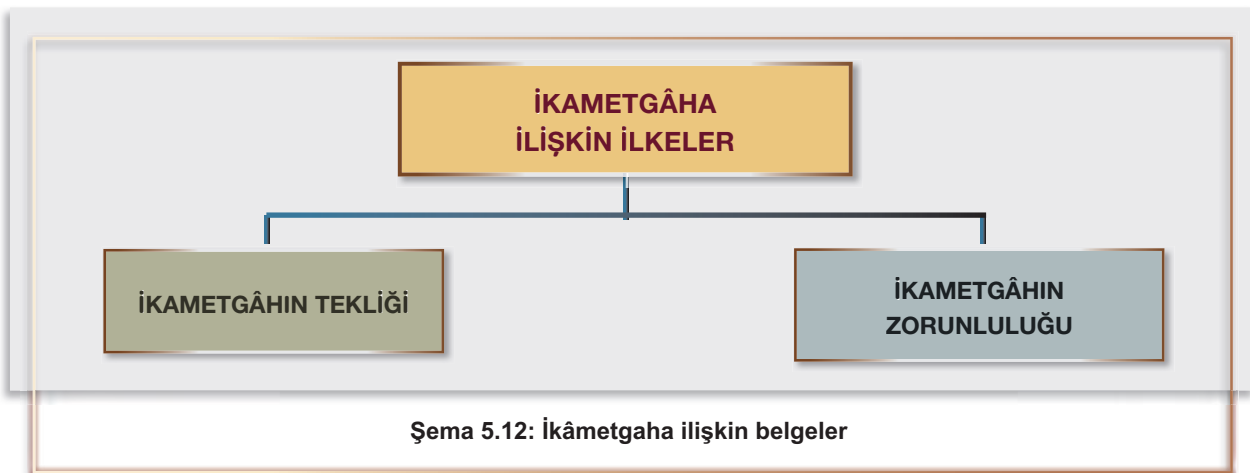 İKAMETGÂHA
İLİŞKİN İLKELER
İKAMETGÂHIN TEKLİĞİ
İKAMETGÂHIN
ZORUNLULUĞU
Şema 5.12: İkâmetgaha ilişkin belgeler